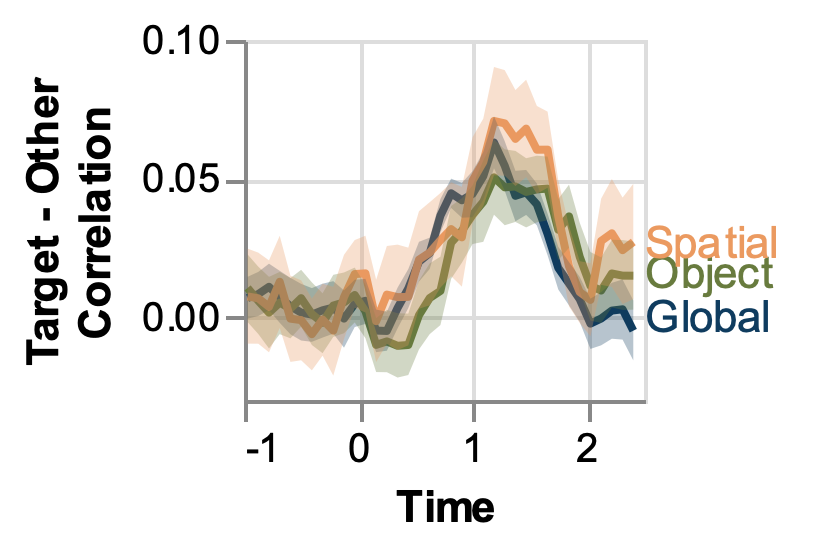 Target - Other
Correlation
0.10
0.05
0.00
-1
0
1
2
Time
Spatial
Object
Global